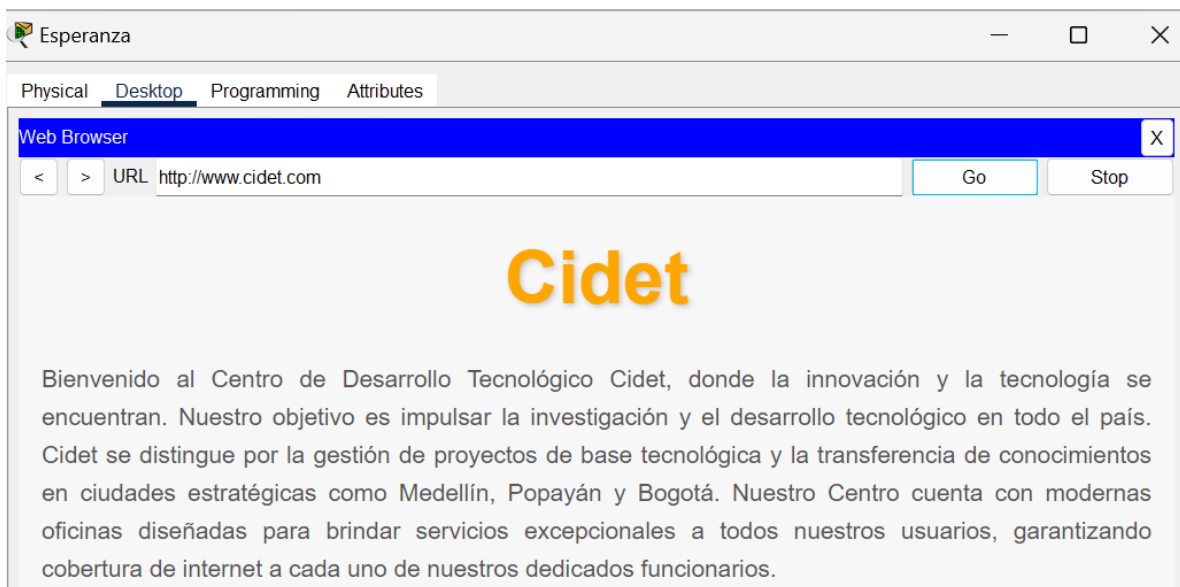 Esperanza
Physical Desktop Programming Attributes
Web Browser X
< > URL http://www.cidet.com Go Stop
Cidet
Bienvenido al Centro de Desarrollo Tecnológico Cidet, donde la innovación y la tecnología se
encuentran. Nuestro objetivo es impulsar la investigación y el desarrollo tecnológico en todo el país.
Cidet se distingue por la gestión de proyectos de base tecnológica y la transferencia de conocimientos
en ciudades estratégicas como Medellín, Popayán y Bogotá. Nuestro Centro cuenta con modernas
oficinas diseñadas para brindar servicios excepcionales a todos nuestros usuarios, garantizando
cobertura de internet a cada uno de nuestros dedicados funcionarios.